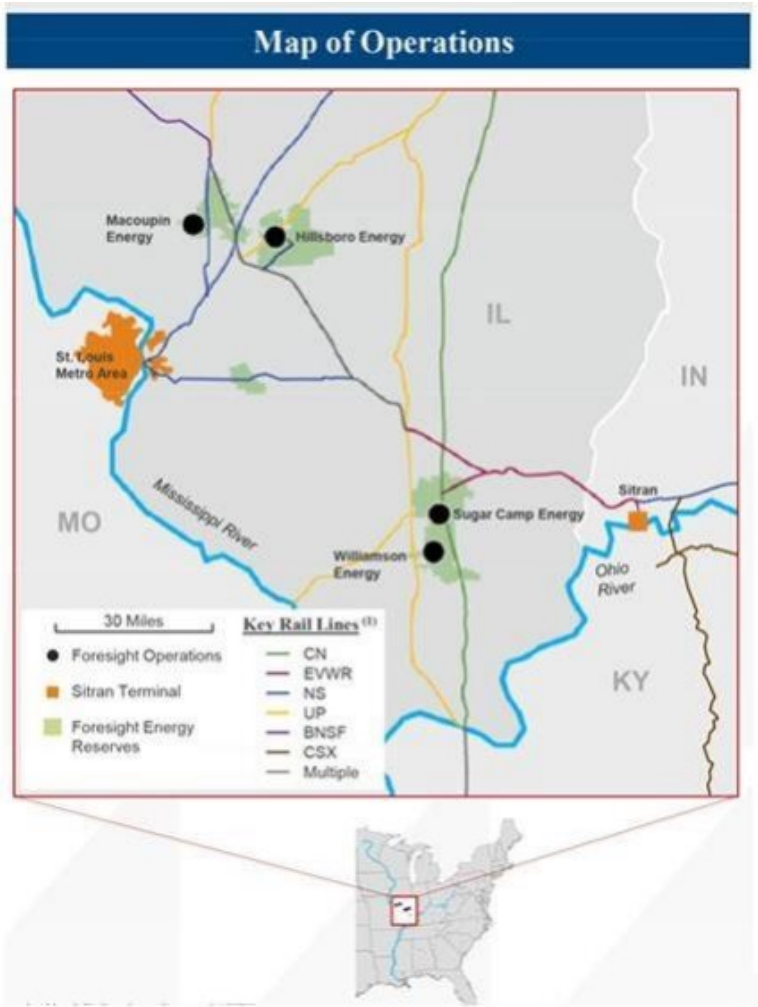 Map of Operations
Macoupin
Energy
Hillsboro Energy
IL
St. Louis
Metro Area
IN
Sitran
MO
Mississippi River
Sugar Camp Energy
Williamson
Energy
Ohio
River
KY
30 Miles
Foresight Operations
Sitran Terminal
Foresight Energy
Reserves
Key Rail Lines (1)
CN
EVWR
NS
UP
BNSF
CSX
Multiple